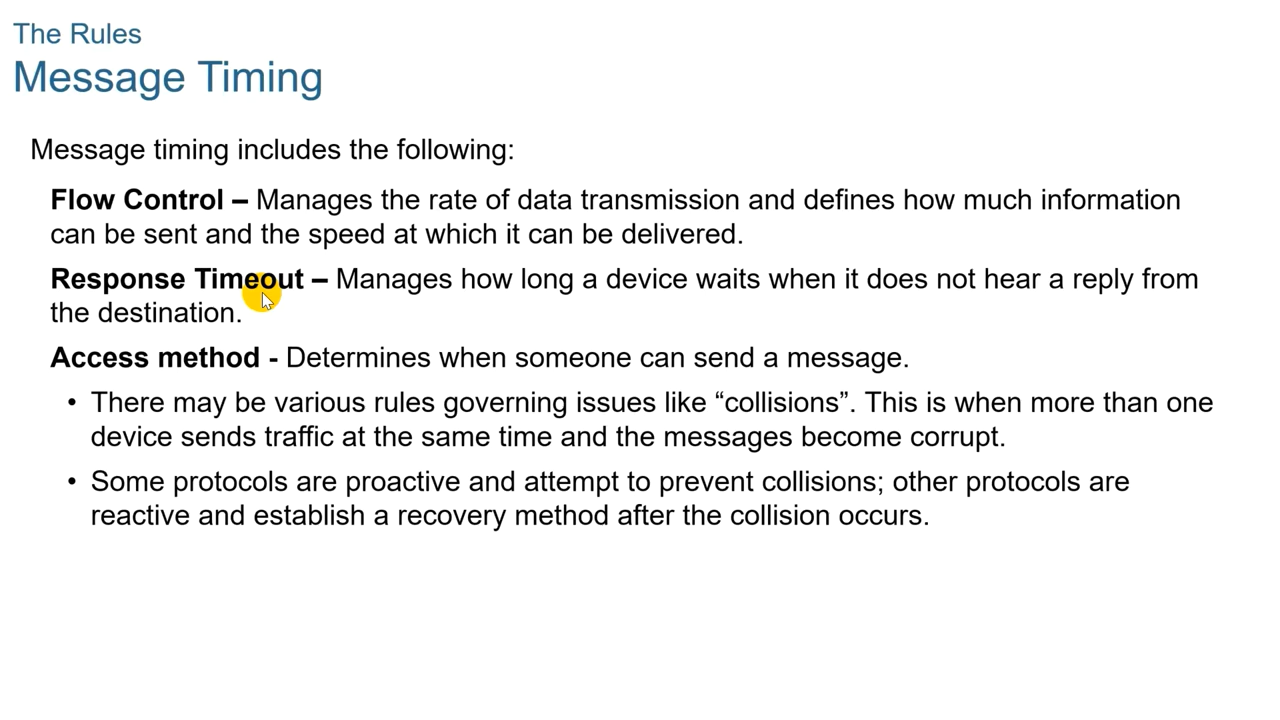 The Rules
Message Timing
Message timing includes the following:
Flow Control – Manages the rate of data transmission and defines how much information
can be sent and the speed at which it can be delivered.
Response Timeout – Manages how long a device waits when it does not hear a reply from
the destination.
Access method - Determines when someone can send a message.
• There may be various rules governing issues like “collisions”. This is when more than one
device sends traffic at the same time and the messages become corrupt.
• Some protocols are proactive and attempt to prevent collisions; other protocols are
reactive and establish a recovery method after the collision occurs.